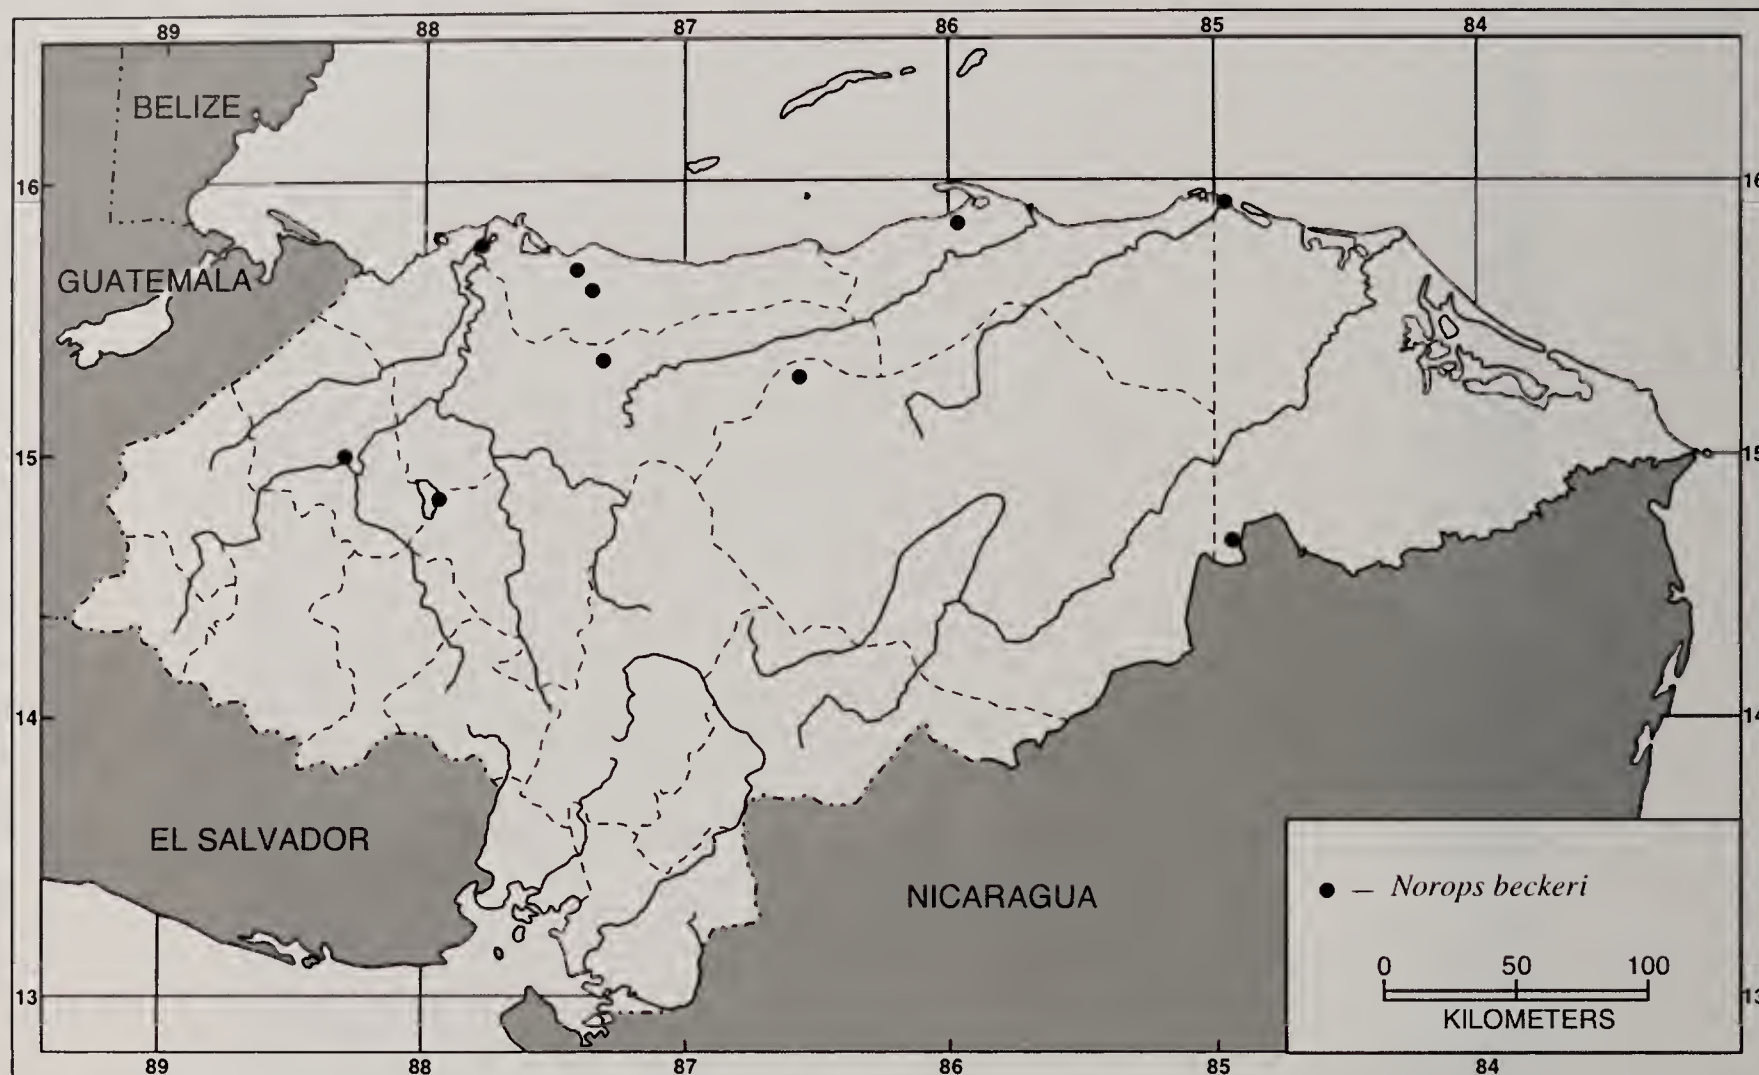 89 88 87 86 85 84
BELIZE
16 16
GUATEMALA
15 15
14 14
EL SALVADOR
NICARAGUA
● – Norops beckeri
0 50 100
KILOMETERS
13 13
89 88 87 86 85 84